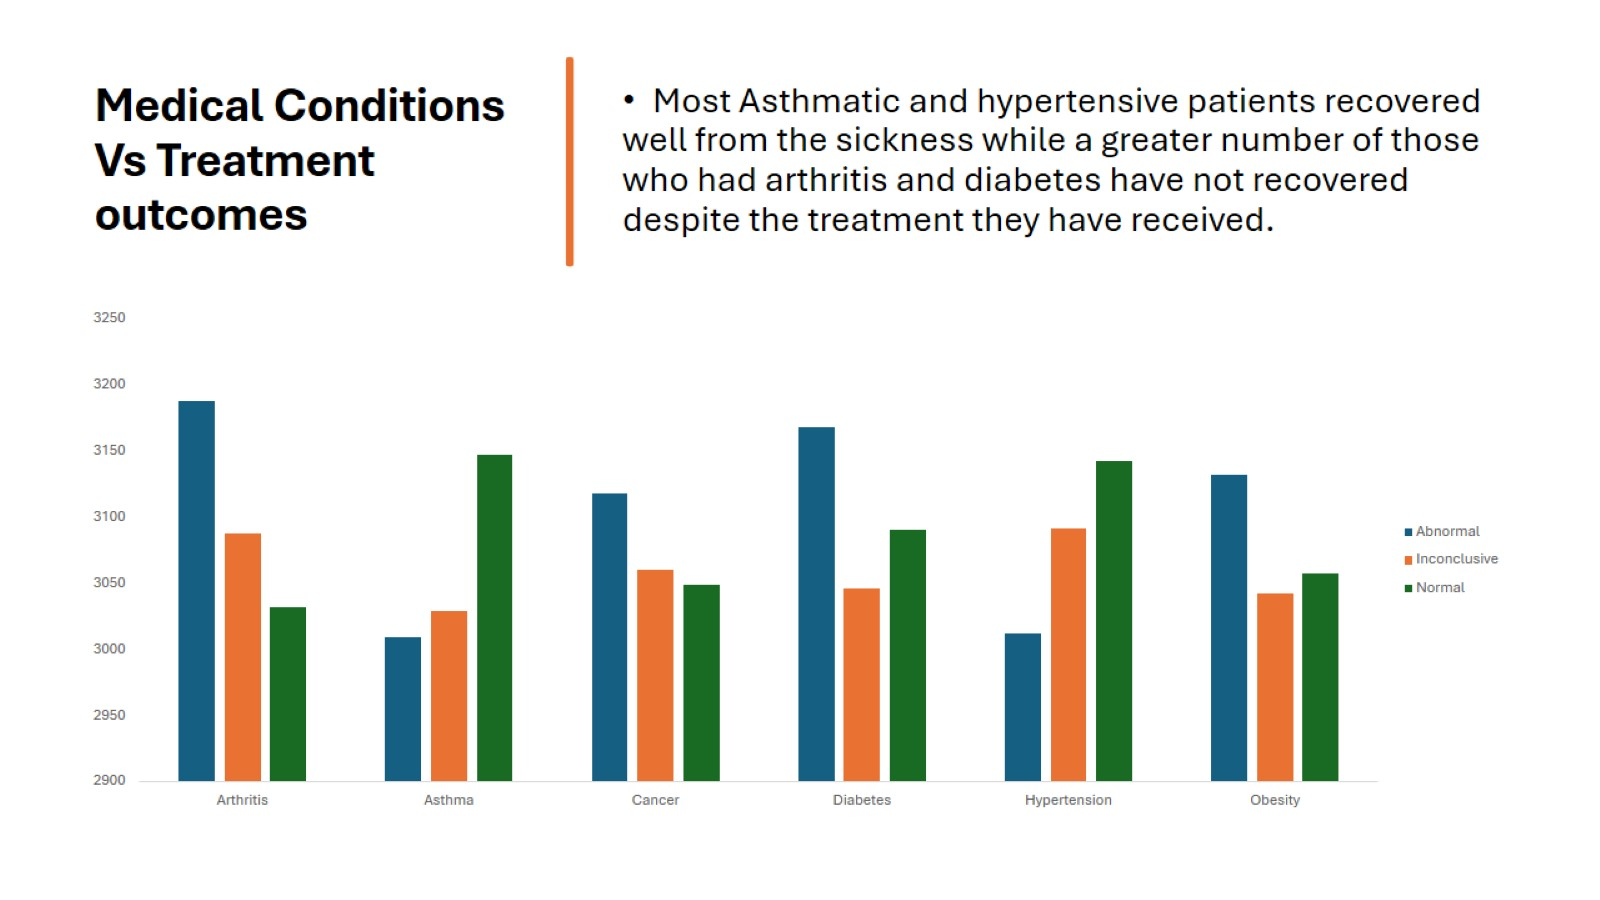 Medical Conditions
Vs Treatment
outcomes
• Most Asthmatic and hypertensive patients recovered
well from the sickness while a greater number of those
who had arthritis and diabetes have not recovered
despite the treatment they have received.
3250
3200
3150
3100
3050
3000
2950
2900
Arthritis Asthma Cancer Diabetes Hypertension Obesity
Abnormal
Inconclusive
Normal